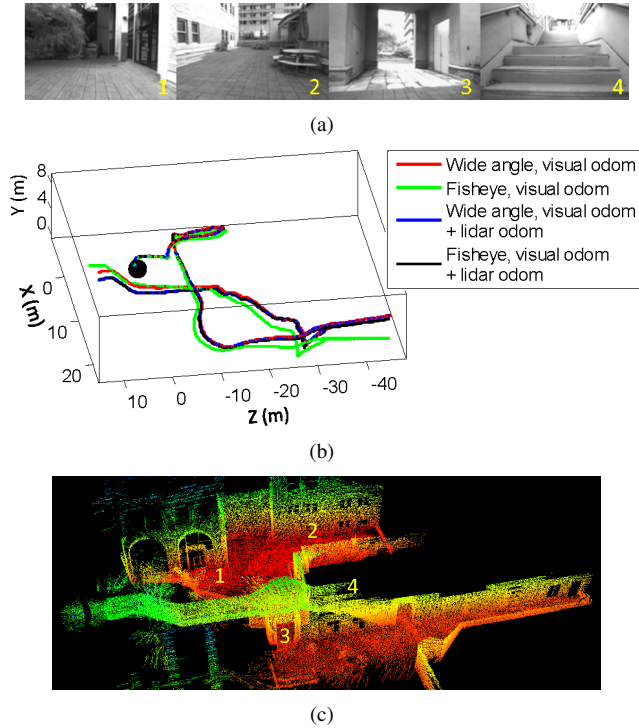 1
2
3
4
(a)
Wide angle, visual odom
Fisheye, visual odom
Wide angle, visual odom
+ lidar odom
Fisheye, visual odom
+ lidar odom
8
4
0
Y (m)
0
10
20
X (m)
10
0
-10
-20
-30
-40
Z (m)
(b)
1
2
4
3
(c)